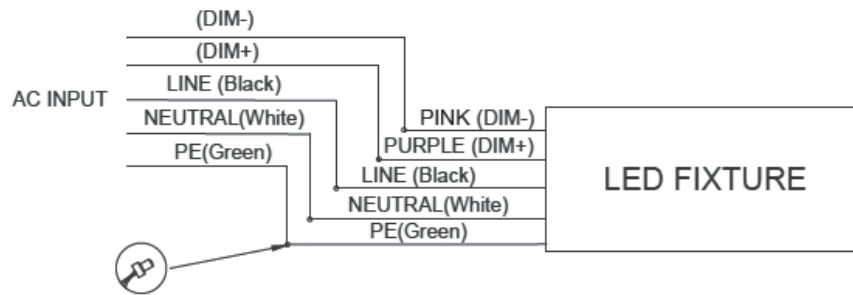 (DIM-)
(DIM+)
AC INPUT
LINE (Black)
NEUTRAL(White)
PE(Green)
PINK (DIM-)
PURPLE (DIM+)
LINE (Black)
NEUTRAL(White)
PE(Green)
LED FIXTURE